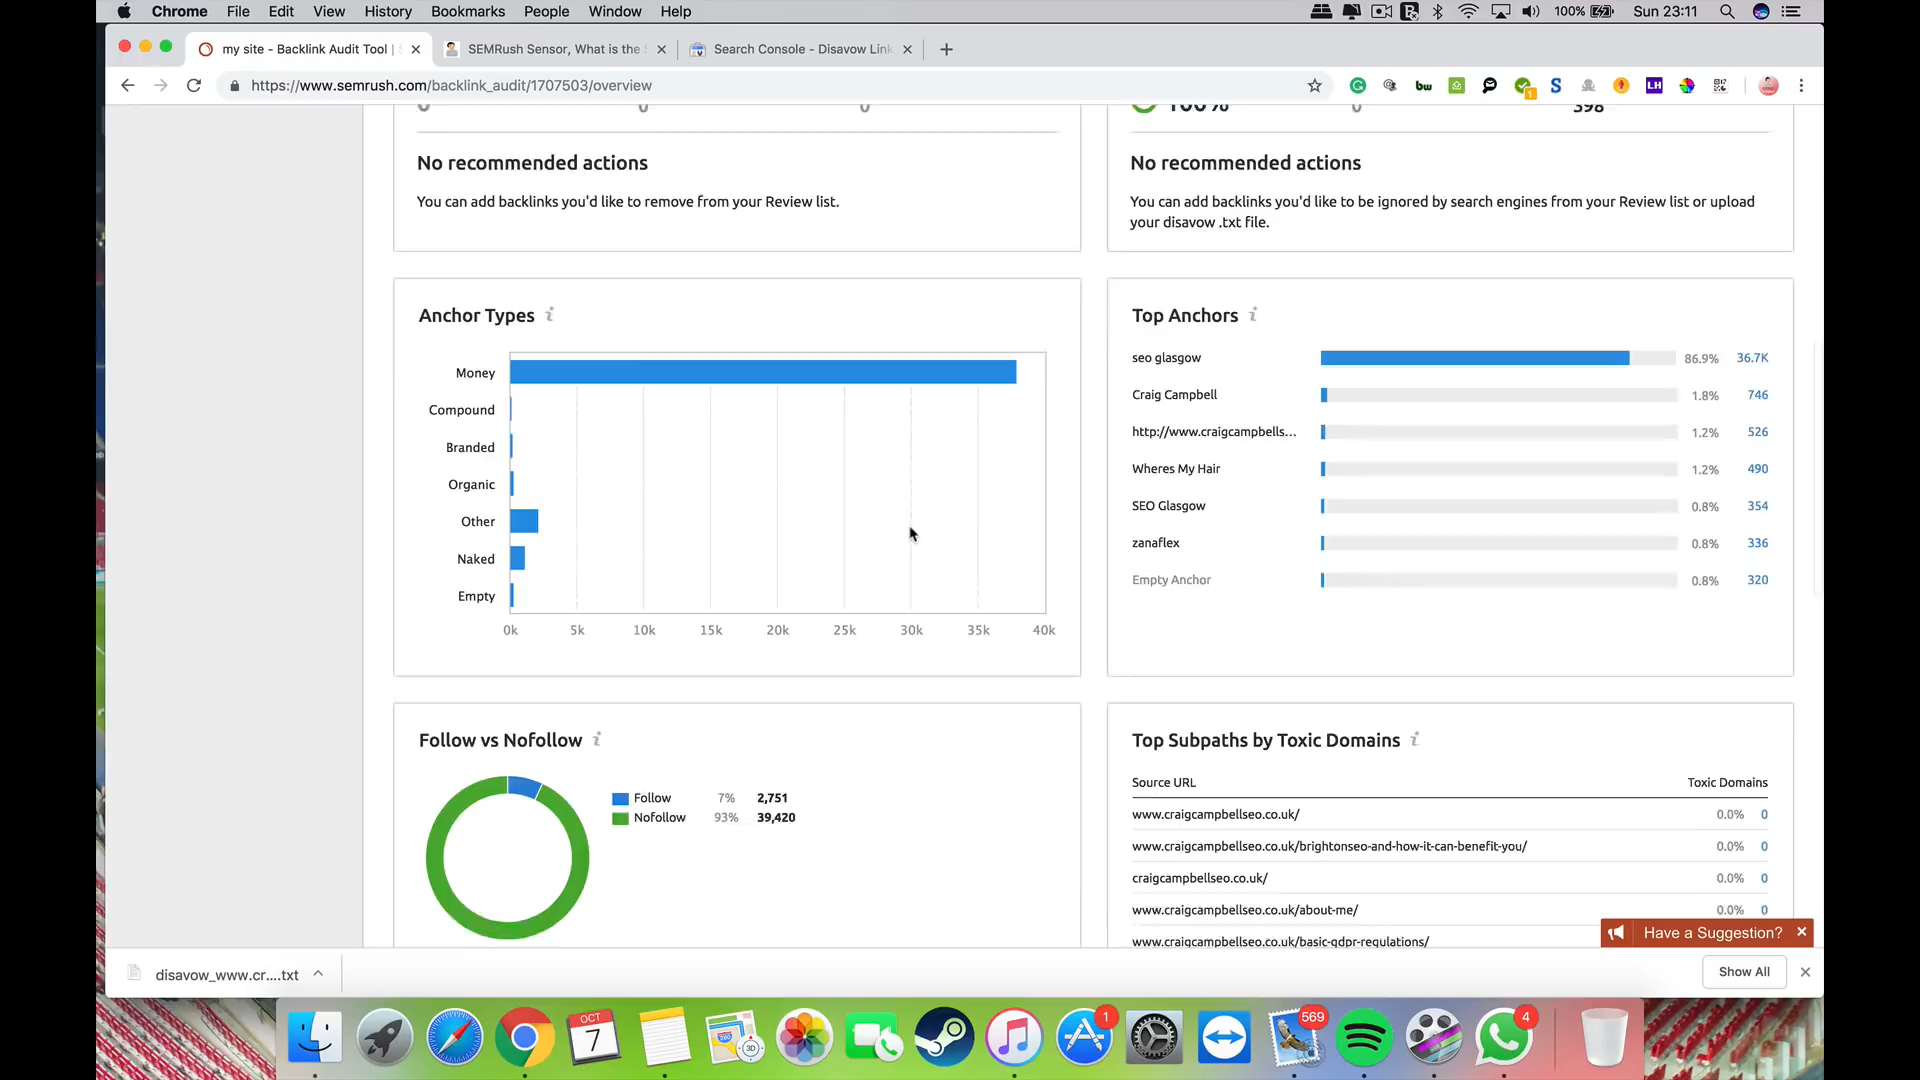 Chrome File Edit View History Bookmarks People Window Help 100% Sun 23:11
my site - Backlink Audit Tool | SEMRush Sensor, What is the Search Console - Disavow Link
https://www.semrush.com/backlink_audit/1707503/overview
0 0 0 100% 0 398
No recommended actions
You can add backlinks you'd like to remove from your Review list.
No recommended actions
You can add backlinks you'd like to be ignored by search engines from your Review list or upload
your disavow .txt file.
Anchor Types
Money
Compound
Branded
Organic
Other
Naked
Empty
0k 5k 10k 15k 20k 25k 30k 35k 40k
Top Anchors
seo glasgow 86.9% 36.7K
Craig Campbell 1.8% 746
http://www.craigcampbells... 1.2% 526
Wheres My Hair 1.2% 490
SEO Glasgow 0.8% 354
zanaflex 0.8% 336
Empty Anchor 0.8% 320
Follow vs Nofollow
Follow 7% 2,751
Nofollow 93% 39,420
Top Subpaths by Toxic Domains
Source URL Toxic Domains
www.craigcampbellseo.co.uk/ 0.0% 0
www.craigcampbellseo.co.uk/brightonseo-and-how-it-can-benefit-you/ 0.0% 0
craigcampbellseo.co.uk/ 0.0% 0
www.craigcampbellseo.co.uk/about-me/ 0.0% 0
www.craigcampbellseo.co.uk/basic-gdpr-regulations/
Have a Suggestion?
disavow_www.cr....txt
Show All
OCT
7
1
569
4